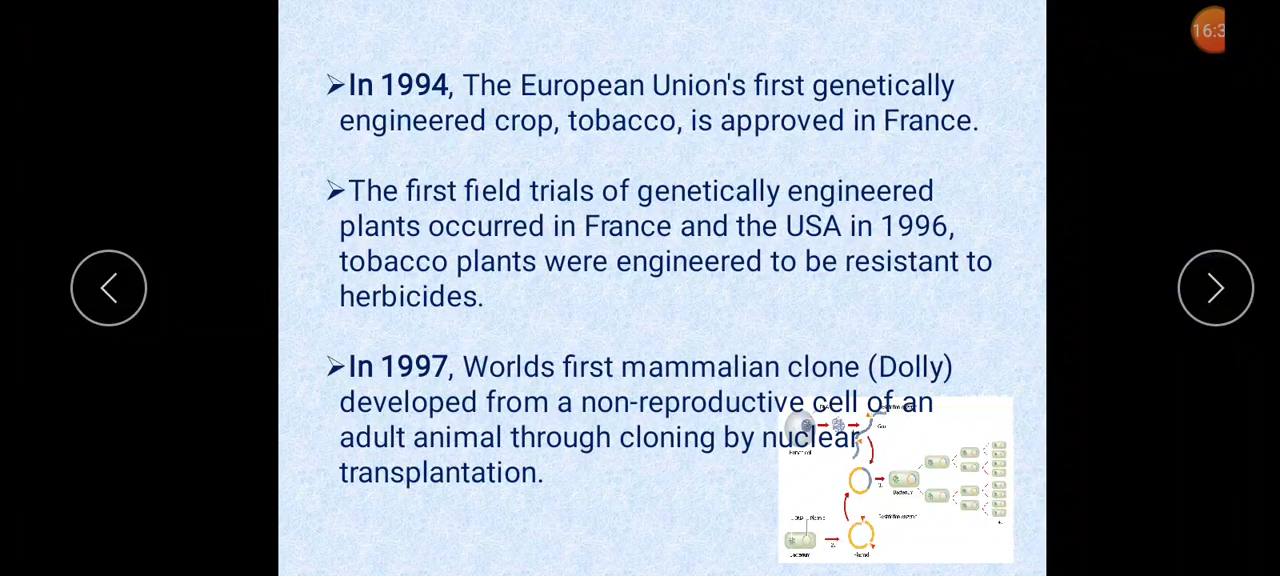 16:3
➢In 1994, The European Union's first genetically
engineered crop, tobacco, is approved in France.
➢The first field trials of genetically engineered
plants occurred in France and the USA in 1996,
tobacco plants were engineered to be resistant to
herbicides.
➢In 1997, Worlds first mammalian clone (Dolly)
developed from a non-reproductive cell of an
adult animal through cloning by nuclear
transplantation.
Bacterium